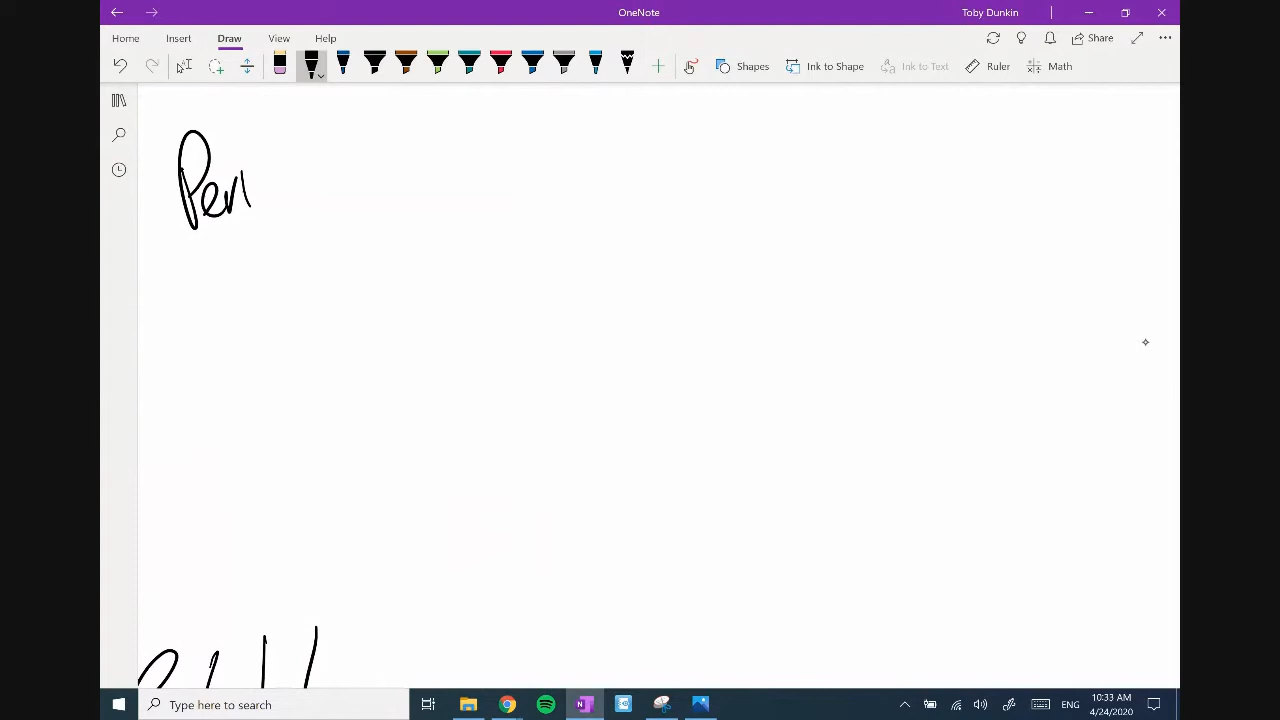 OneNote
Toby Dunkin
Home Insert Draw View Help
Share
Shapes Ink to Shape Ink to Text Ruler Math
Peri
Type here to search
ENG
10:33 AM
4/24/2020